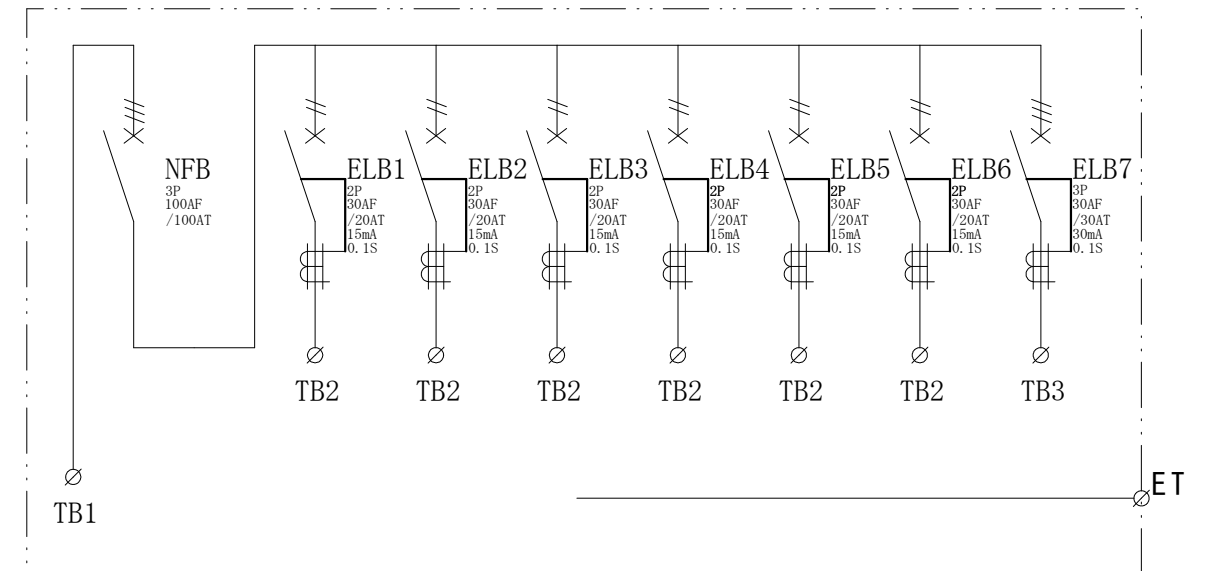 NFB
3P
100AF
/100AT
ELB1
2P
30AF
/20AT
15mA
0.1S
ELB2
2P
30AF
/20AT
15mA
0.1S
ELB3
2P
30AF
/20AT
15mA
0.1S
ELB4
2P
30AF
/20AT
15mA
0.1S
ELB5
2P
30AF
/20AT
15mA
0.1S
ELB6
2P
30AF
/20AT
15mA
0.1S
ELB7
3P
30AF
/30AT
30mA
0.1S
TB2
TB2
TB2
TB2
TB2
TB2
TB3
TB1
ET